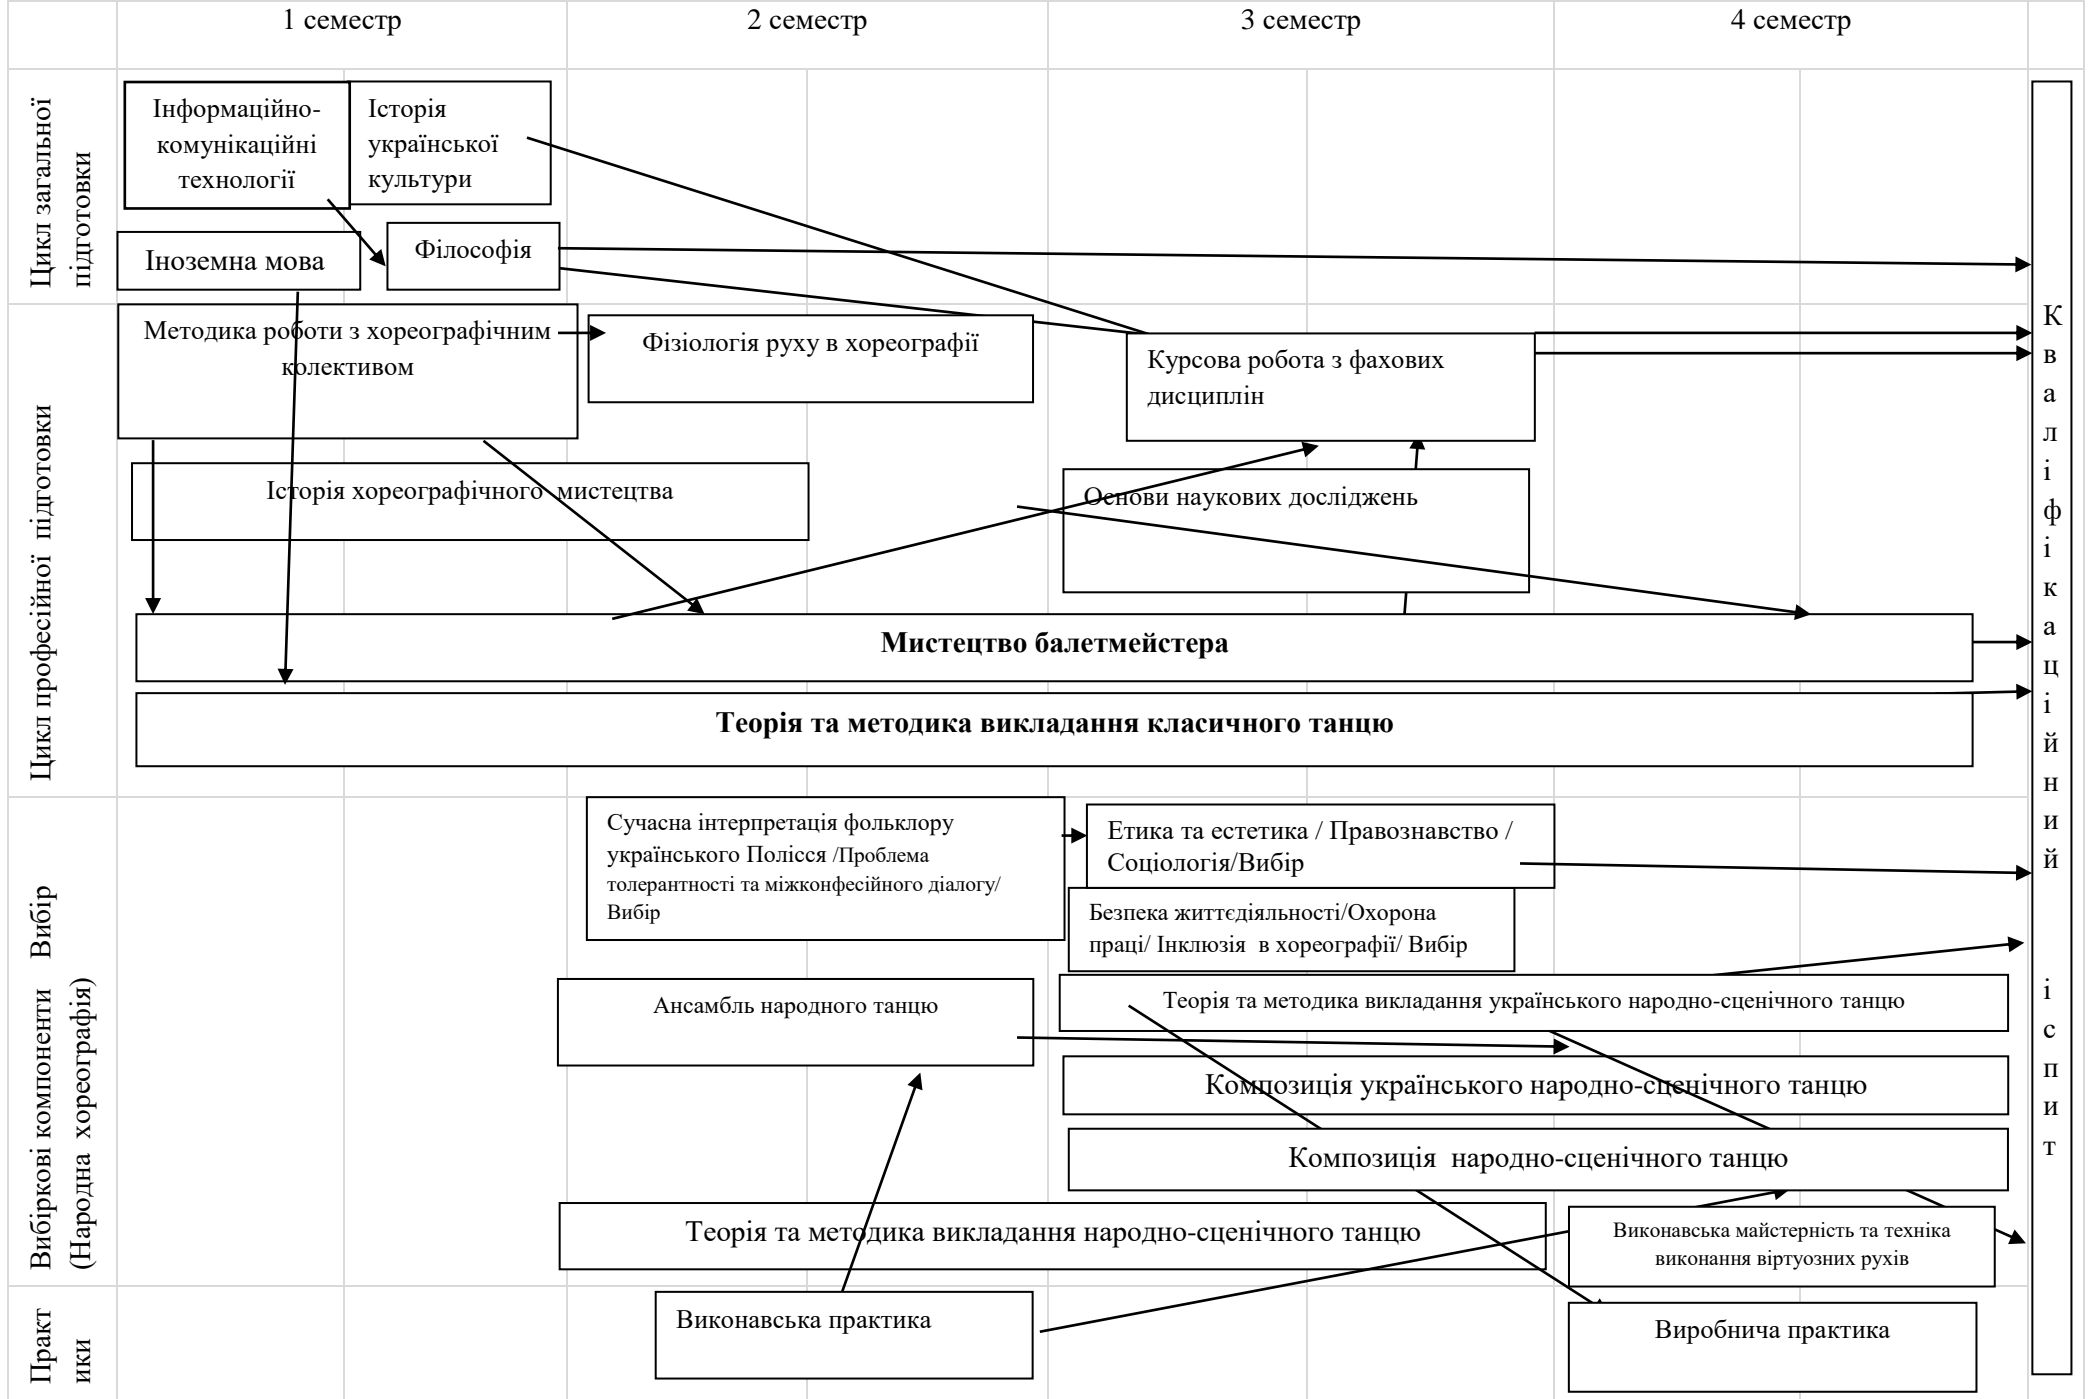 1 семестр
2 семестр
3 семестр
4 семестр
Цикл загальної
підготовки
Інформаційно-
комунікаційні
технології
Історія
української
культури
Іноземна мова
Філософія
Цикл професійної підготовки
Методика роботи з хореографічним
колективом
Фізіологія руху в хореографії
Курсова робота з фахових
дисциплін
Історія хореографічного мистецтва
Основи наукових досліджень
Мистецтво балетмейстера
Теорія та методика викладання класичного танцю
Вибіркові компоненти Вибір
(Народна хореографія)
Сучасна інтерпретація фольклору
українського Полісся /Проблема
толерантності та міжконфесійного діалогу/
Вибір
Етика та естетика / Правознавство /
Соціологія/Вибір
Безпека життєдіяльності/Охорона
праці/ Інклюзія в хореографії/ Вибір
Ансамбль народного танцю
Теорія та методика викладання українського народно-сценічного танцю
Композиція українського народно-сценічного танцю
Композиція народно-сценічного танцю
Теорія та методика викладання народно-сценічного танцю
Виконавська майстерність та техніка
виконання віртуозних рухів
Практ
ики
Виконавська практика
Виробнича практика
К
в
а
л
і
ф
і
к
а
ц
і
й
н
и
й
і
с
п
и
т